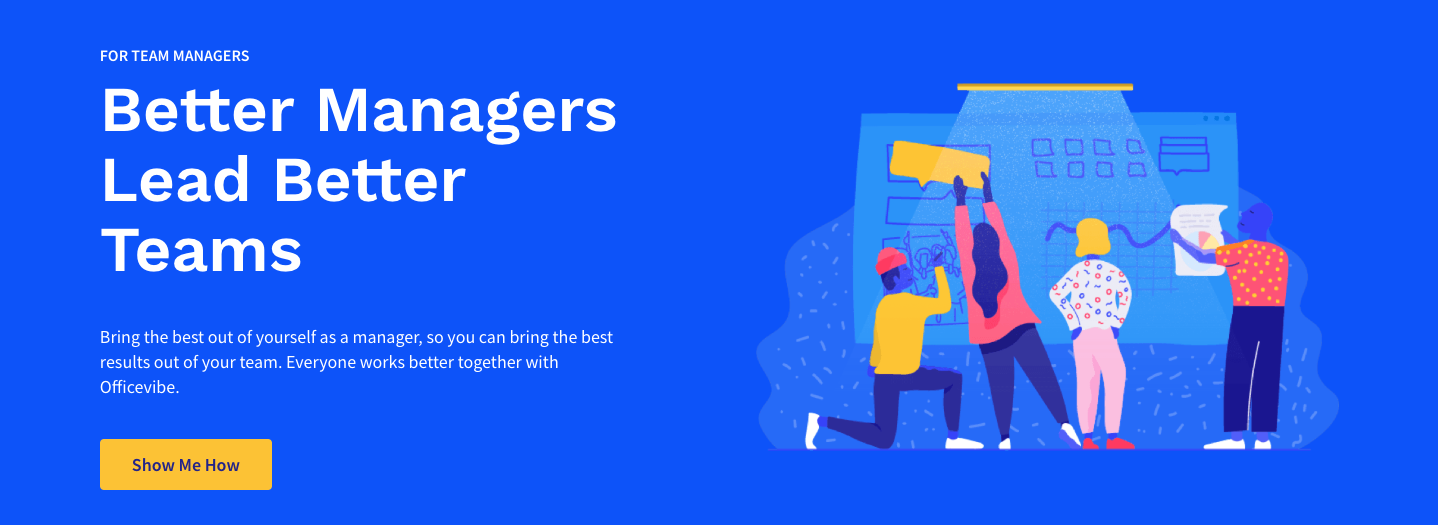 FOR TEAM MANAGERS
Better Managers
Lead Better
Teams
Bring the best out of yourself as a manager, so you can bring the best
results out of your team. Everyone works better together with
Officevibe.
Show Me How